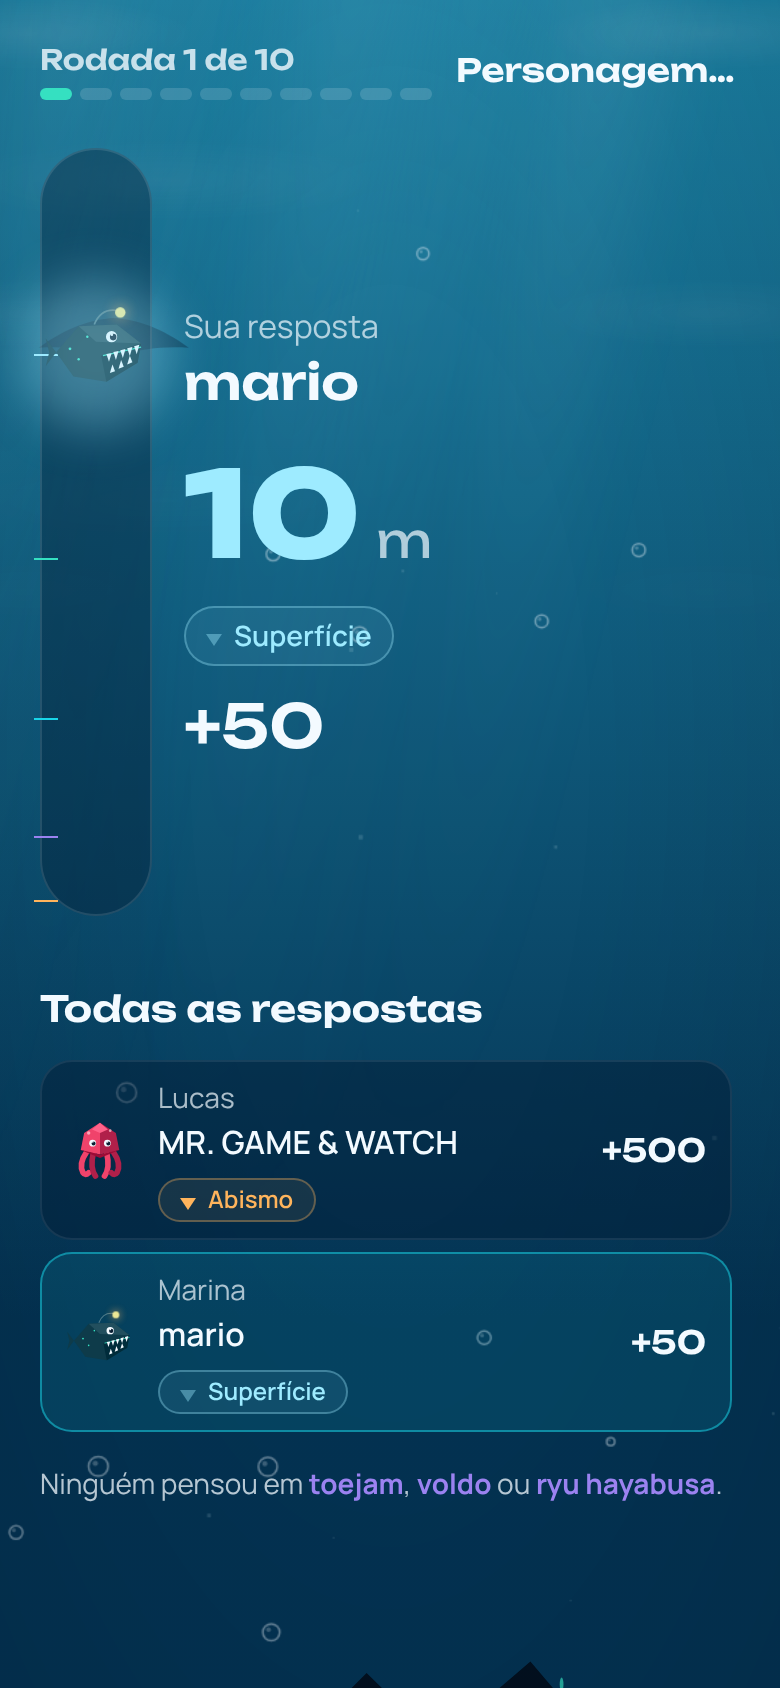 Rodada 1 de 10
Personagem...
Sua resposta
mario
10 m
Superfície
+50
Todas as respostas
Lucas
MR. GAME & WATCH
+500
Abismo
Marina
mario
+50
Superfície
Ninguém pensou em toejam, voldo ou ryu hayabusa.